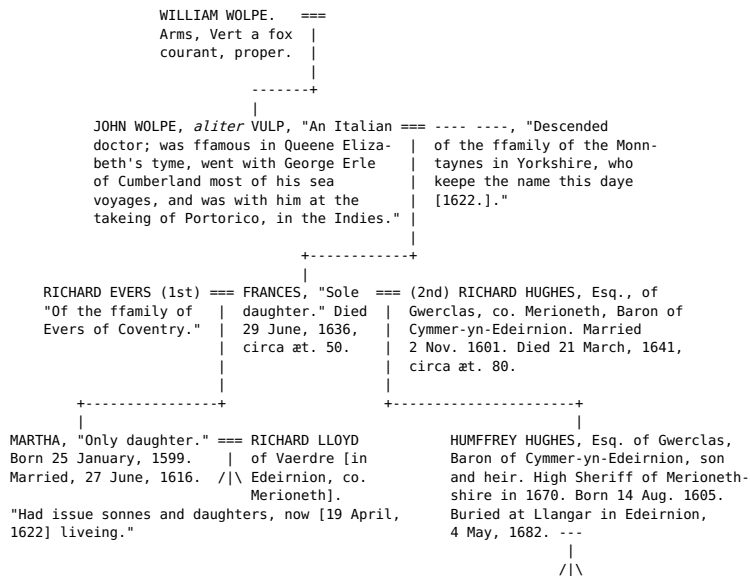 WILLIAM WOLPE. ===
Arms, Vert a fox |
courant, proper. |
|
-------+
|
JOHN WOLPE, aliter VULP, "An Italian === ---- ----, "Descended
doctor; was ffamous in Queene Eliza- | of the ffamily of the Monn-
beth's tyme, went with George Erle | taynes in Yorkshire, who
of Cumberland most of his sea | keepe the name this daye
voyages, and was with him at the | [1622.]."
takeing of Portorico, in the Indies." |
|
+------------+
|
RICHARD EVERS (1st) === FRANCES, "Sole === (2nd) RICHARD HUGHES, Esq., of
"Of the ffamily of | daughter." Died | Gwerclas, co. Merioneth, Baron of
Evers of Coventry." | 29 June, 1636, | Cymmer-yn-Edeirnion. Married
| circa æt. 50. | 2 Nov. 1601. Died 21 March, 1641,
| | circa æt. 80.
| |
+----------------+ +----------------------+
| |
MARTHA, "Only daughter." === RICHARD LLOYD HUMFFREY HUGHES, Esq. of Gwerclas,
Born 25 January, 1599. | of Vaerdre [in Baron of Cymmer-yn-Edeirnion, son
Married, 27 June, 1616. /|\ Edeirnion, co. and heir. High Sheriff of Merioneth-
Merioneth]. shire in 1670. Born 14 Aug. 1605.
"Had issue sonnes and daughters, now [19 April, Buried at Llangar in Edeirnion,
1622] liveing." 4 May, 1682. ---
|
/|\